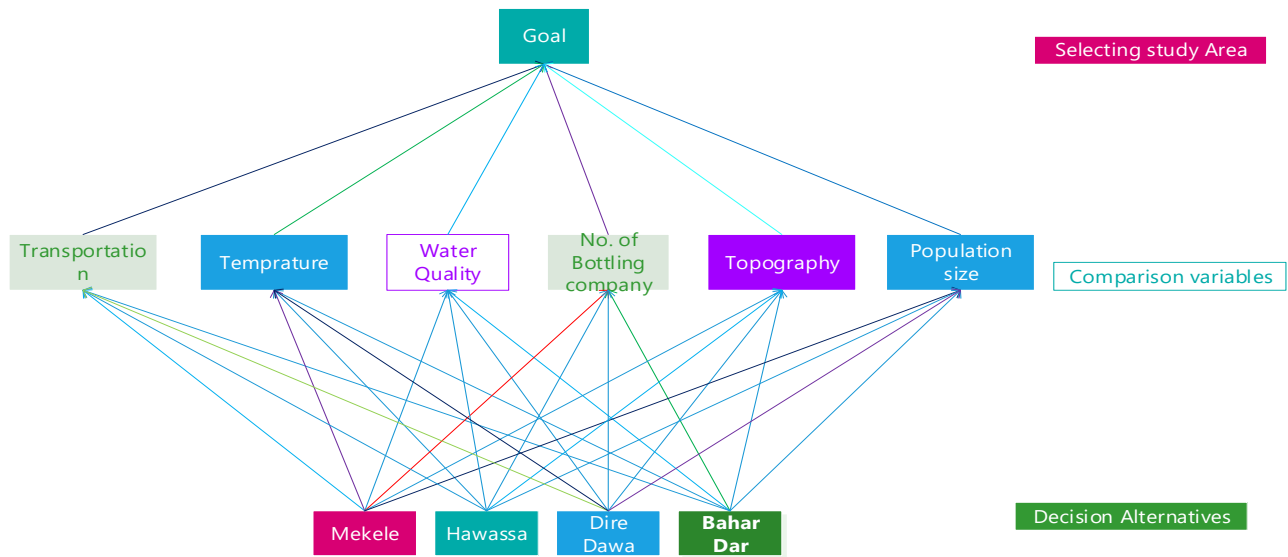 Goal
Selecting study Area
Transportatio
n
Temprature
Water
Quality
No. of
Bottling
company
Topography
Population
size
Comparison variables
Mekele
Hawassa
Dire
Dawa
Bahar
Dar
Decision Alternatives